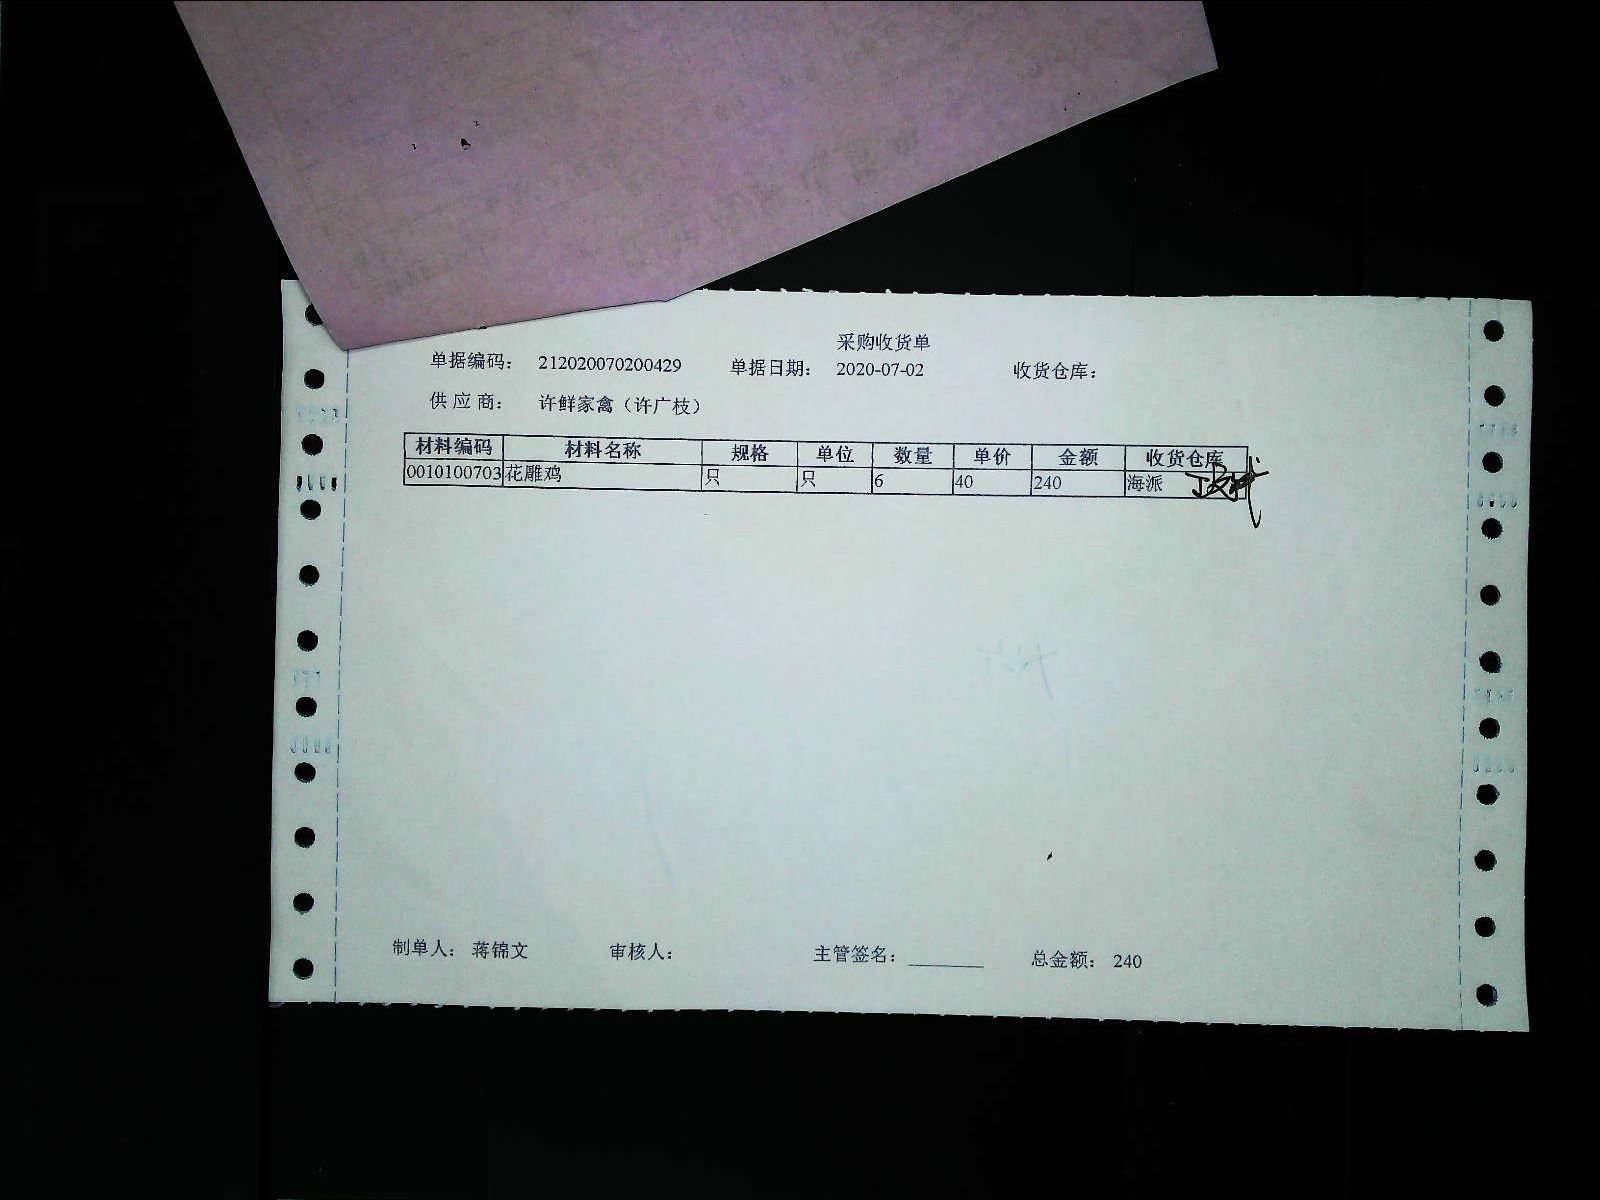 采购收货单
单据编码： 212020070200429 单据日期： 2020-07-02 收货仓库：
供 应 商： 许鲜家禽（许广枝）
材料编码 材料名称 规格 单位 数量 单价 金额 收货仓库
0010100703 花雕鸡 只 只 6 40 240 海派
制单人： 蒋锦文 审核人： 主管签名：________ 总金额： 240